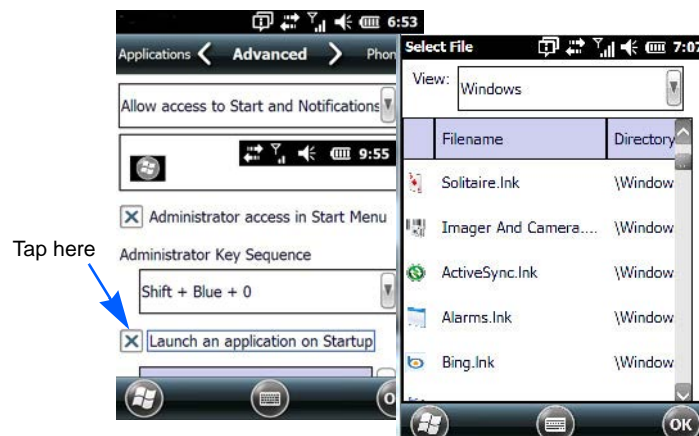 6:53
Applications Advanced Phon
Allow access to Start and Notifications
9:55
Administrator access in Start Menu
Administrator Key Sequence
Shift + Blue + 0
Launch an application on Startup
O
Tap here
Select File 7:07
View: Windows
Filename Directory
Solitaire.lnk \Window
Imager And Camera.... \Window
ActiveSync.lnk \Window
Alarms.lnk \Window
Bing.lnk \Window
OK